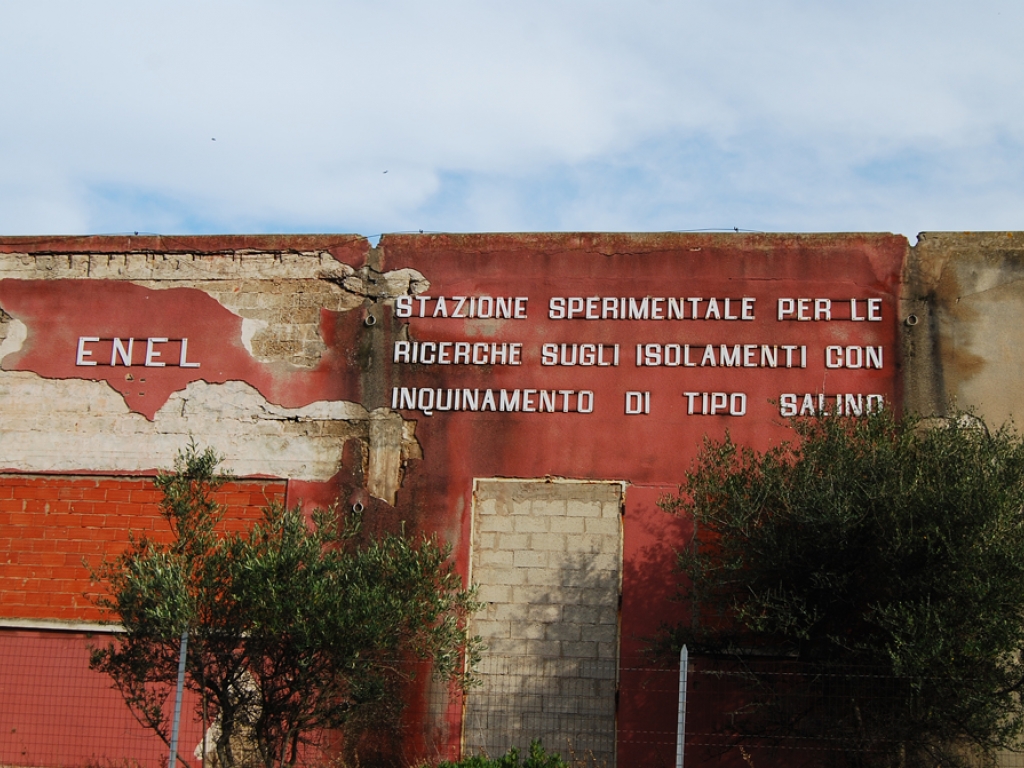 ENEL
STAZIONE SPERIMENTALE PER LE
RICERCHE SUGLI ISOLAMENTI CON
INQUINAMENTO DI TIPO SALINO